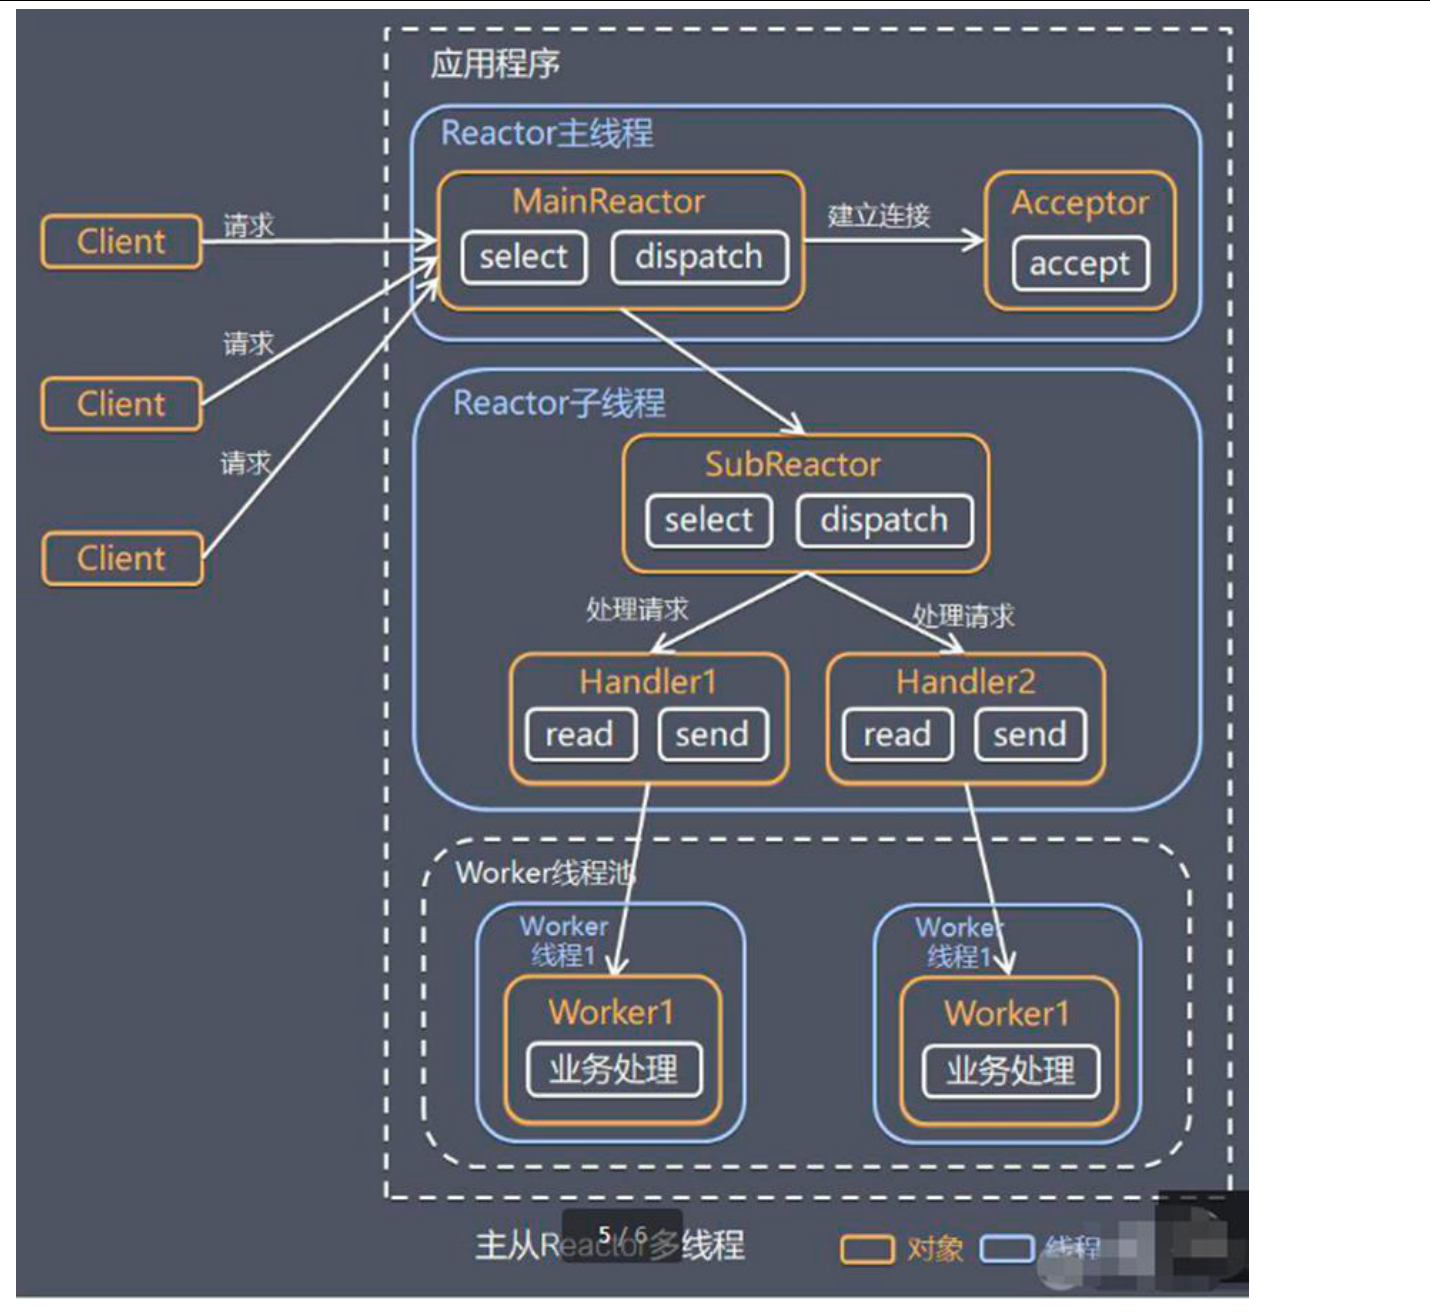 应用程序
Reactor主线程
MainReactor
select
dispatch
建立连接
Acceptor
accept
Client
请求
Client
请求
Client
请求
Reactor子线程
SubReactor
select
dispatch
处理请求
处理请求
Handler1
read
send
Handler2
read
send
Worker线程池
Worker
线程1
Worker1
业务处理
Worker
线程1
Worker1
业务处理
主从Reactor多线程
5 / 6
对象
线程